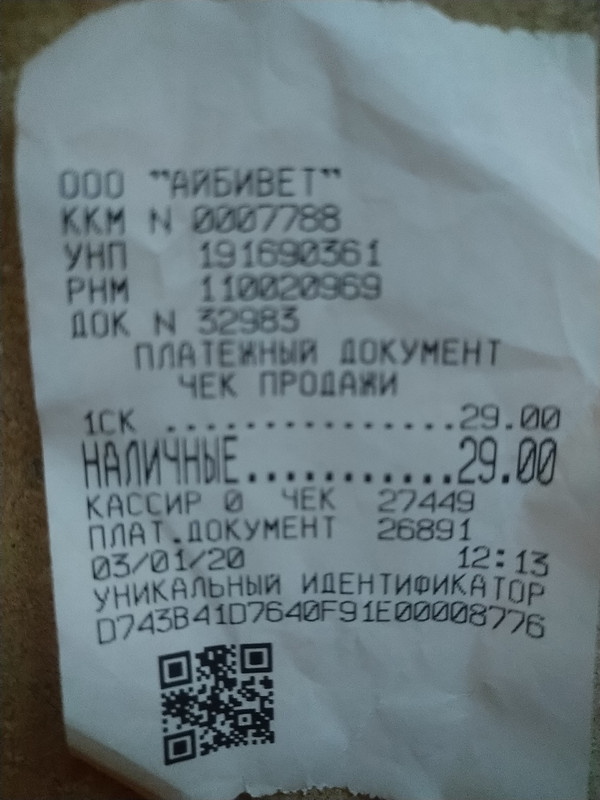 ООО "АЙБИВЕТ"
ККМ N 0007788
УНП 191690361
РНМ 110020969
ДОК N 32983
ПЛАТЕЖНЫЙ ДОКУМЕНТ
ЧЕК ПРОДАЖИ
1СК ................29.00
НАЛИЧНЫЕ...........29.00
КАССИР 0 ЧЕК 27449
ПЛАТ.ДОКУМЕНТ 26891
03/01/20 12:13
УНИКАЛЬНЫЙ ИДЕНТИФИКАТОР
D743B41D7640F91E00008776